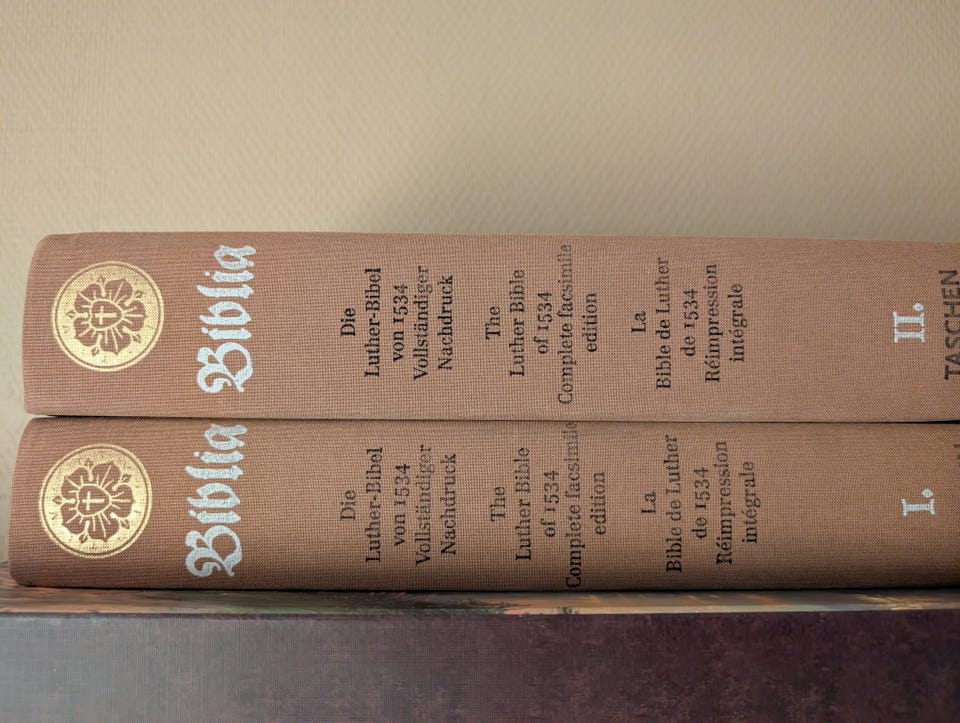 Biblia
Die
Luther-Bibel
von 1534
Vollständiger
Nachdruck
The
Luther Bible
of 1534
Complete facsimile
edition
La
Bible de Luther
de 1534
Réimpression
intégrale
II.
TASCHEN
Biblia
Die
Luther-Bibel
von 1534
Vollständiger
Nachdruck
The
Luther Bible
of 1534
Complete facsimile
edition
La
Bible de Luther
de 1534
Réimpression
intégrale
I.